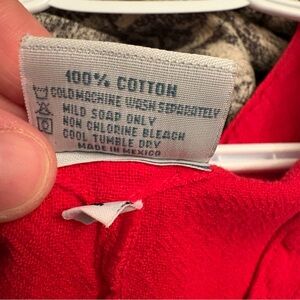 100% COTTON
COLD MACHINE WASH SEPARATELY
MILD SOAP ONLY
NON CHLORINE BLEACH
COOL TUMBLE DRY
MADE IN MEXICO